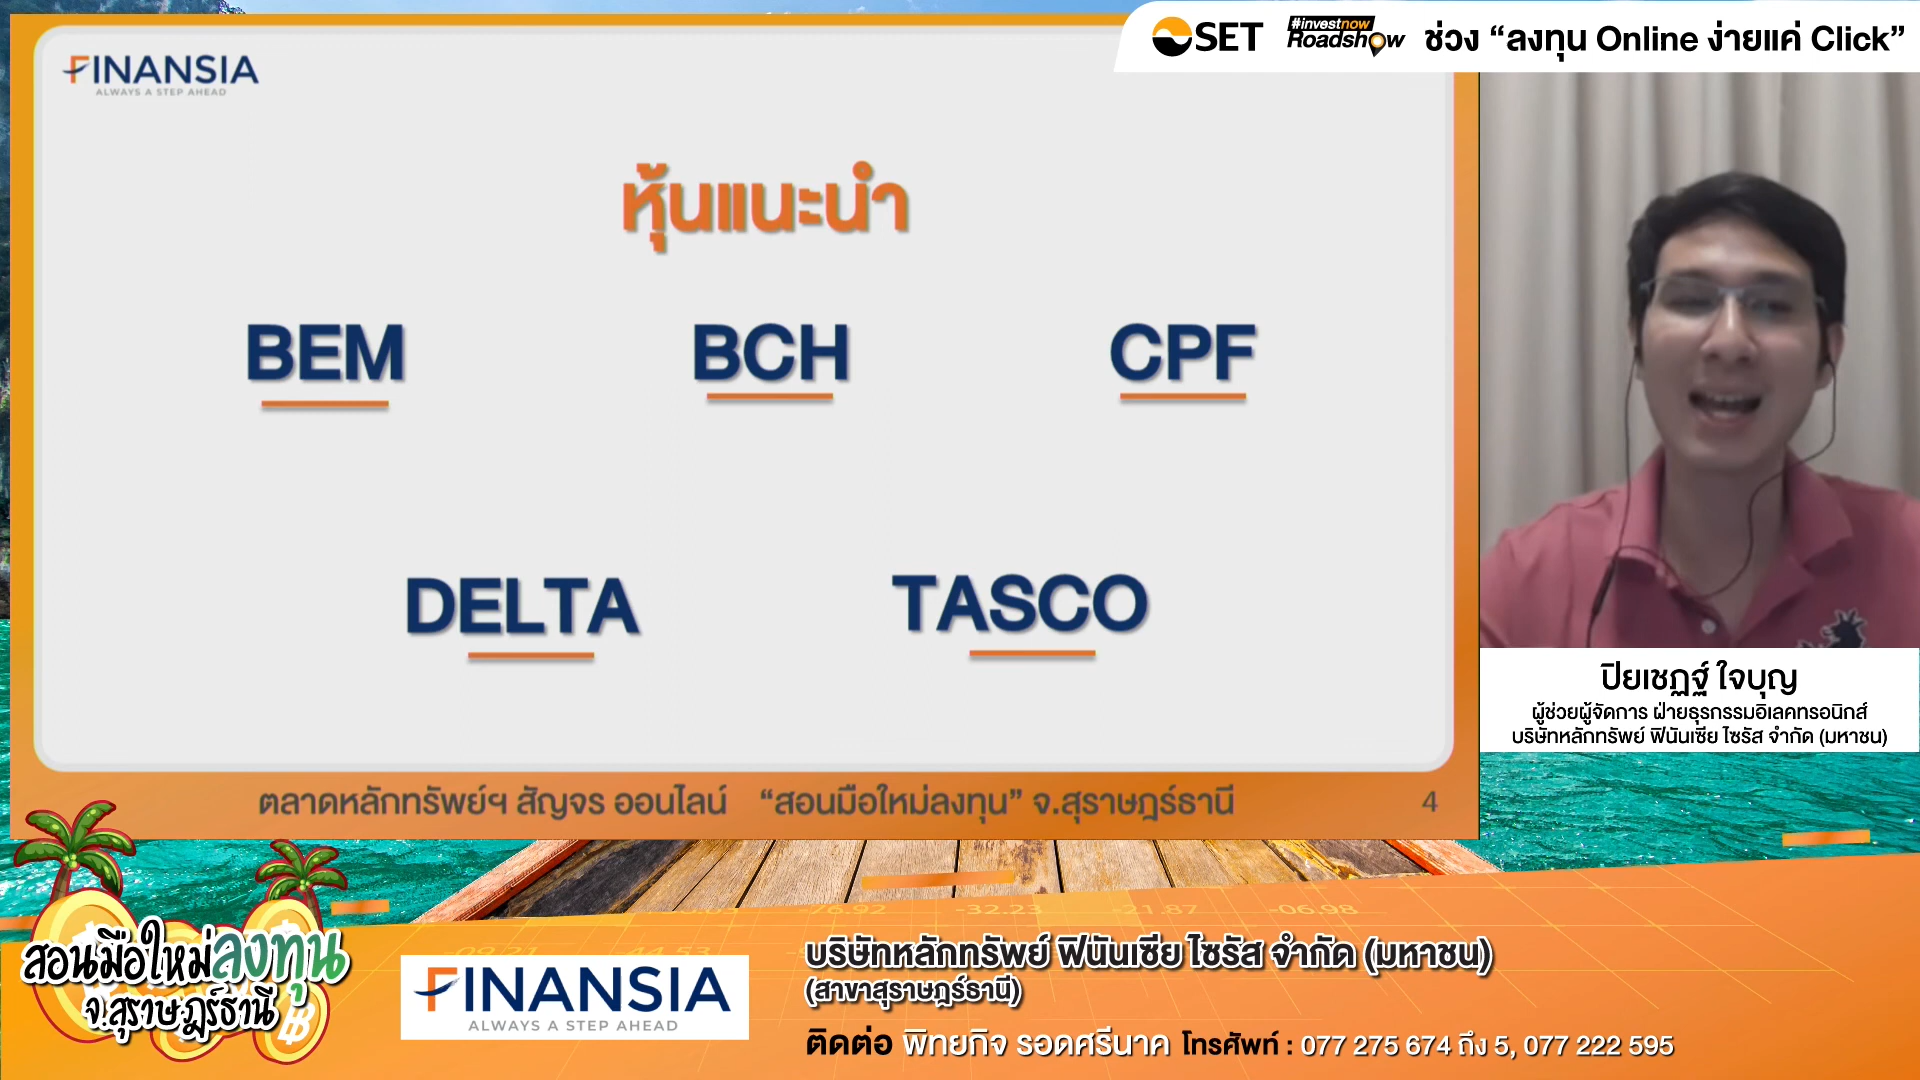 SET #investnow Roadshow ช่วง “ลงทุน Online ง่ายแค่ Click”
FINANSIA
ALWAYS A STEP AHEAD
หุ้นแนะนำ
BEM BCH CPF
DELTA TASCO
ปิยเชฏฐ์ ใจบุญ
ผู้ช่วยผู้จัดการ ฝ่ายธุรกรรมอิเลคทรอนิกส์
บริษัทหลักทรัพย์ ฟินันเซีย ไซรัส จำกัด (มหาชน)
ตลาดหลักทรัพย์ฯ สัญจร ออนไลน์ “สอนมือใหม่ลงทุน” จ.สุราษฎร์ธานี 4
-76.92 -32.23 -21.87 -06.98
สอนมือใหม่ลงทุน
จ.สุราษฎร์ธานี
FINANSIA
ALWAYS A STEP AHEAD
บริษัทหลักทรัพย์ ฟินันเซีย ไซรัส จำกัด (มหาชน)
(สาขาสุราษฎร์ธานี)
ติดต่อ พิทยกิจ รอดศรีนาค โทรศัพท์ : 077 275 674 ถึง 5, 077 222 595